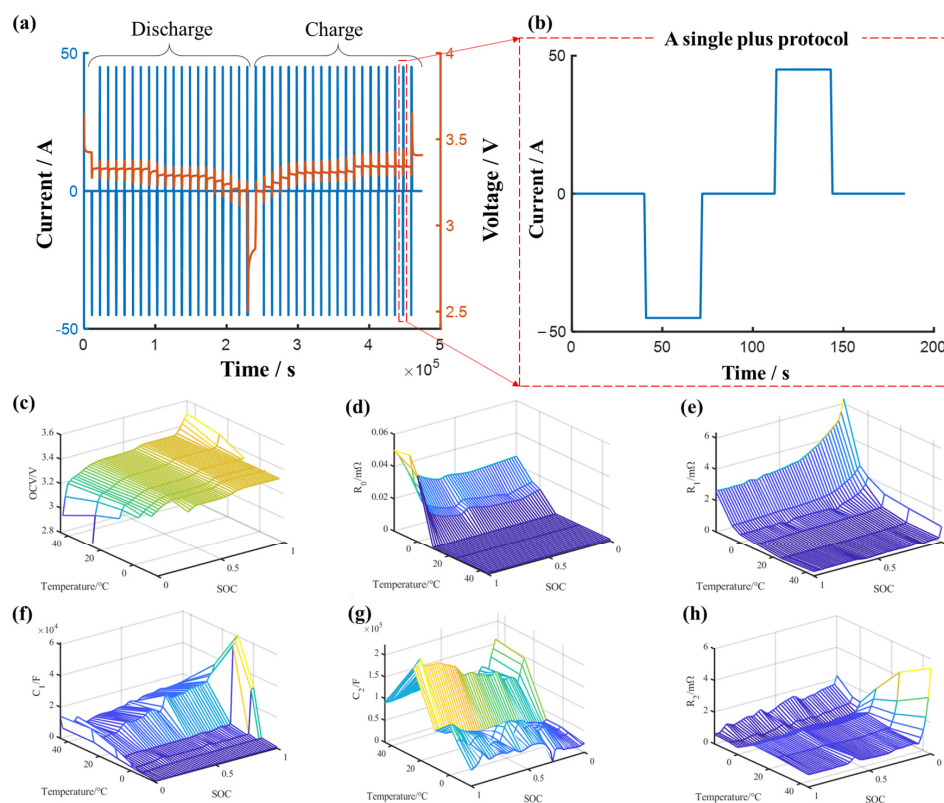 (a)
Discharge
Charge
50
0
-50
Current / A
4
3.5
3
2.5
Voltage / V
0
1
2
3
4
5
Time / s
×10⁵
(b)
A single plus protocol
50
0
−50
Current / A
0
50
100
150
200
Time / s
(c)
3.6
3.4
3.2
3
2.8
OCV/V
40
20
0
Temperature/°C
0
0.5
1
SOC
(d)
0.06
0.04
0.02
0
R₀/mΩ
0
20
40
Temperature/°C
1
0.5
0
SOC
(e)
6
4
2
0
R₁/mΩ
0
20
40
Temperature/°C
1
0.5
0
SOC
(f)
×10⁴
6
4
2
0
C₁/F
40
20
0
Temperature/°C
0
0.5
1
SOC
(g)
×10⁵
2
1.5
1
0.5
0
C₂/F
40
20
0
Temperature/°C
1
0.5
0
SOC
(h)
6
4
2
0
R₂/mΩ
0
20
40
Temperature/°C
1
0.5
0
SOC